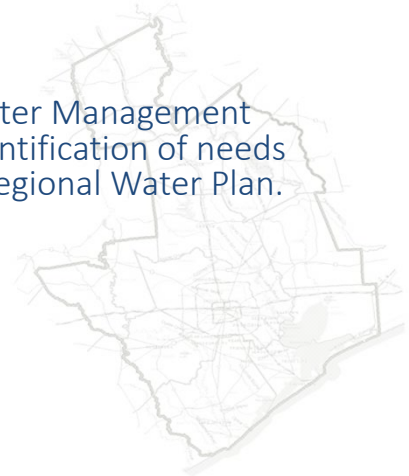 ter Management
ntification of needs
egional Water Plan.